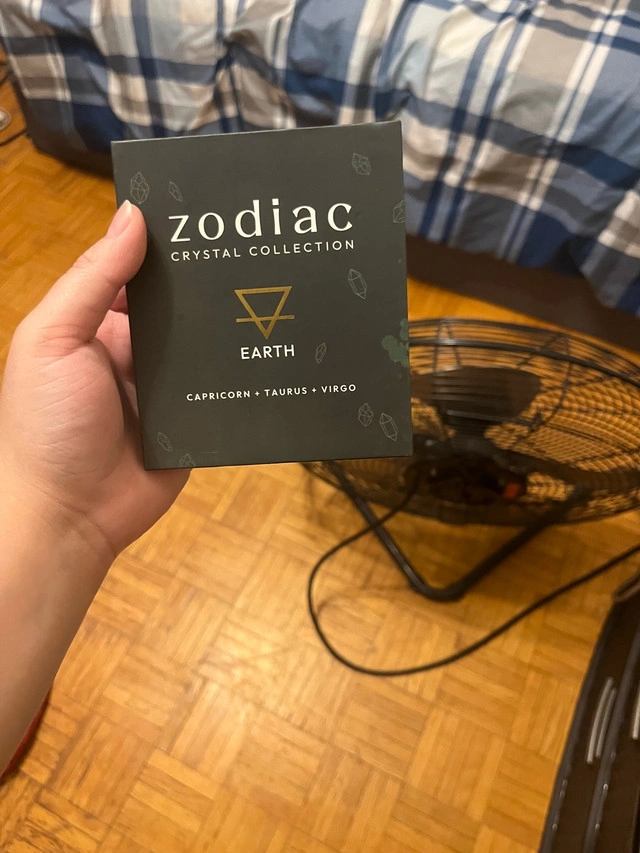 zodiac
CRYSTAL COLLECTION
EARTH
CAPRICORN + TAURUS + VIRGO